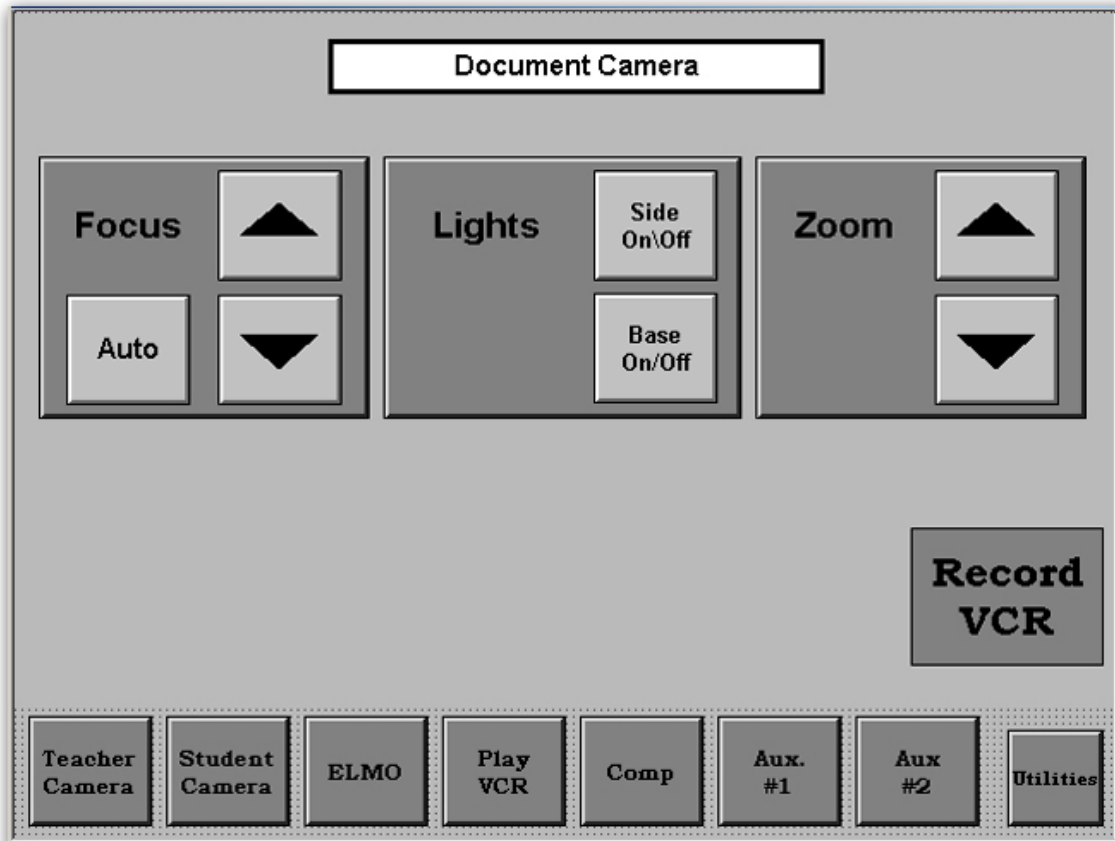 Document Camera
Focus
Auto
Lights
Side
On\Off
Base
On/Off
Zoom
Record
VCR
Teacher
Camera
Student
Camera
ELMO
Play
VCR
Comp
Aux.
#1
Aux
#2
Utilities